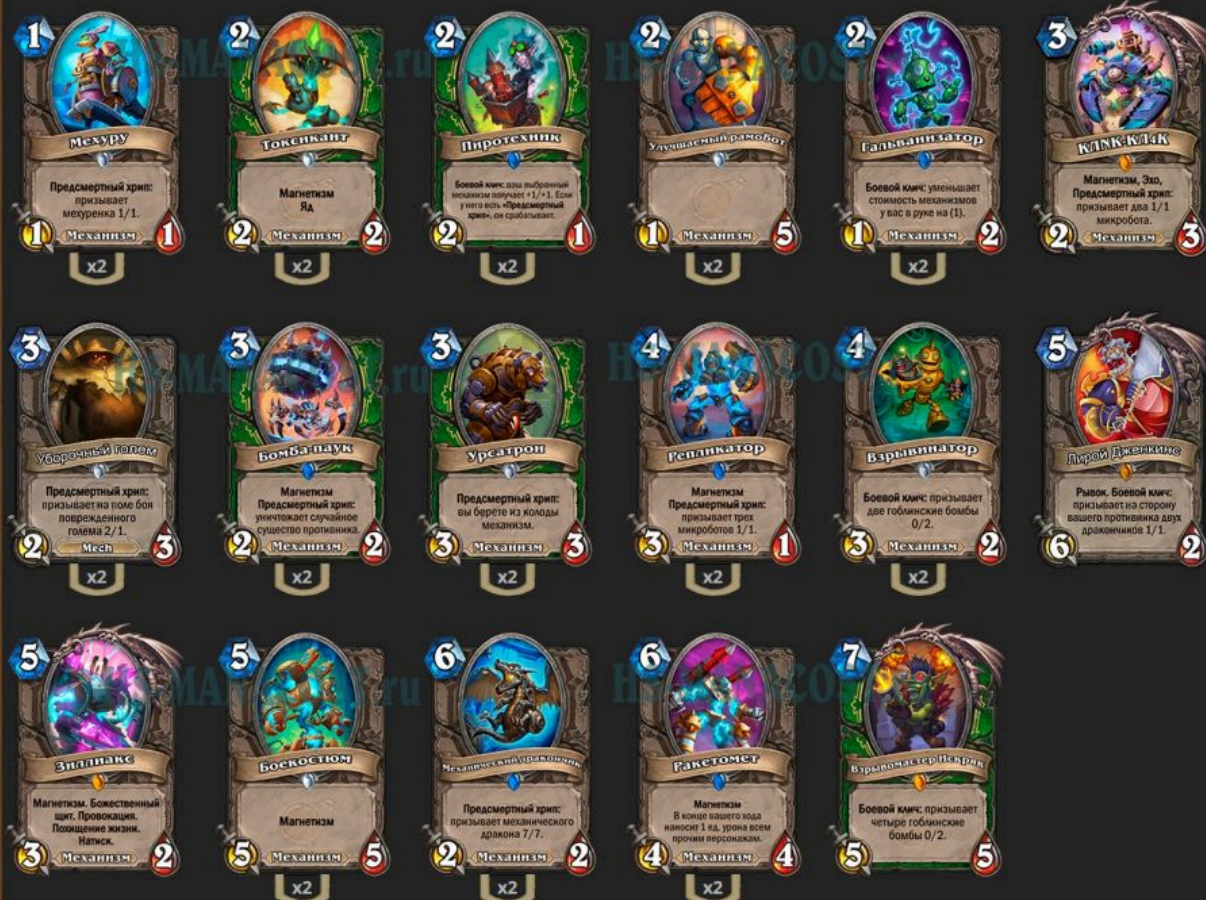 1
Мехуру
Предсмертный хрип:
призывает
мехуренка 1/1.
1 Механизм 1
x2
2
Токсикант
Магнетизм
Яд
2 Механизм 2
x2
2
Пиротехник
Боевой клич: ваш выбранный
механизм получает +1/+1. Если
у него есть «Предсмертный
хрип», он срабатывает.
2 Механизм 1
x2
2
Улучшаемый рамобот
1 Механизм 5
x2
2
Гальванизатор
Боевой клич: уменьшает
стоимость механизмов
у вас в руке на (1).
1 Механизм 2
x2
3
КЛNК-КЛ4К
Магнетизм, Эхо,
Предсмертный хрип:
призывает два 1/1
микробота.
2 Механизм 3
3
Уборочный голем
Предсмертный хрип:
призывает на поле боя
поврежденного
голема 2/1.
2 Mech 3
x2
3
Бомба-паук
Магнетизм
Предсмертный хрип:
уничтожает случайное
существо противника.
2 Механизм 2
x2
3
Урсатрон
Предсмертный хрип:
вы берете из колоды
механизм.
3 Механизм 3
x2
4
Репликатор
Магнетизм
Предсмертный хрип:
призывает трех
микроботов 1/1.
3 Механизм 1
x2
4
Взрывинатор
Боевой клич: призывает
две гоблинские бомбы
0/2.
3 Механизм 2
x2
5
Лирой Дженкинс
Рывок. Боевой клич:
призывает на сторону
вашего противника двух
дракончиков 1/1.
6 2
5
Зиллиакс
Магнетизм. Божественный
щит. Провокация.
Похищение жизни.
Натиск.
3 Механизм 2
5
Боекостюм
Магнетизм
5 Механизм 5
x2
6
Механический дракончик
Предсмертный хрип:
призывает механического
дракона 7/7.
2 Механизм 2
x2
6
Ракетомет
Магнетизм
В конце вашего хода
наносит 1 ед. урона всем
прочим персонажам.
4 Механизм 4
x2
7
Взрывомастер Искряк
Боевой клич: призывает
четыре гоблинские
бомбы 0/2.
5 5